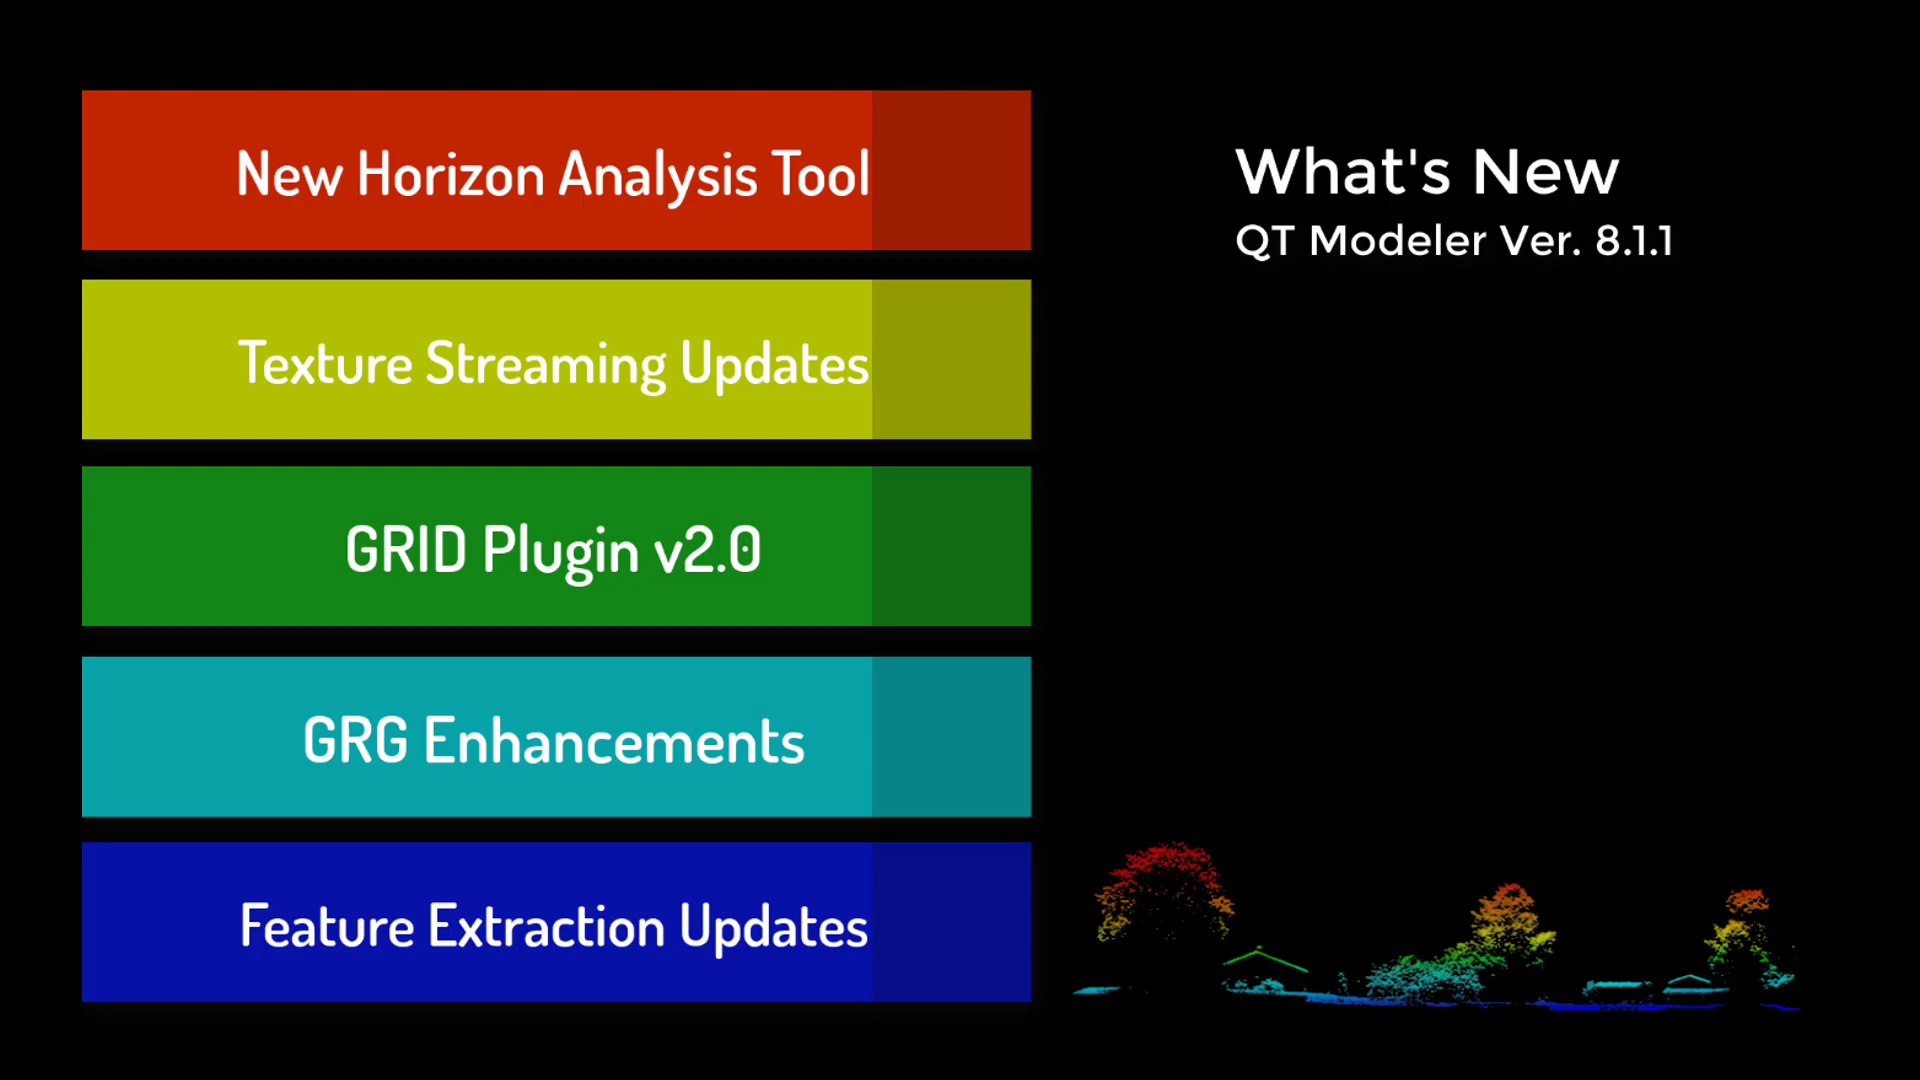 New Horizon Analysis Tool
Texture Streaming Updates
GRID Plugin v2.0
GRG Enhancements
Feature Extraction Updates
What's New
QT Modeler Ver. 8.1.1